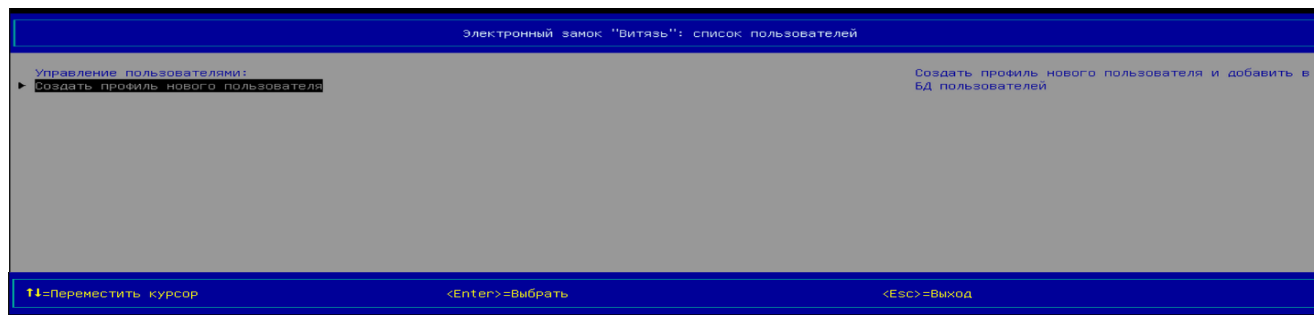 Электронный замок "Витязь": список пользователей
Управление пользователями:
► Создать профиль нового пользователя
Создать профиль нового пользователя и добавить в
БД пользователей
↑↓=Переместить курсор <Enter>=Выбрать <Esc>=Выход